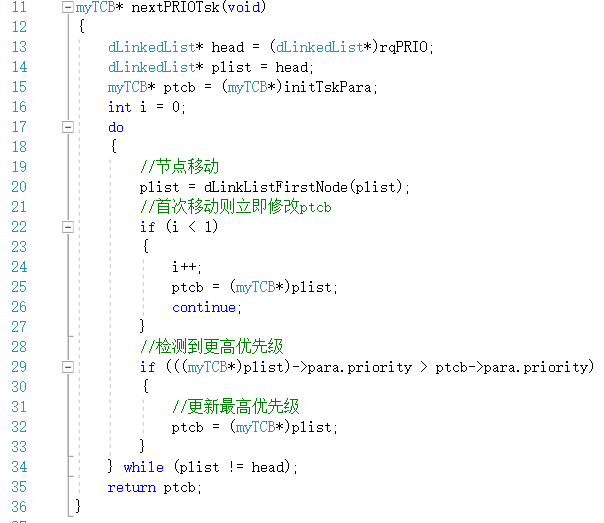 11 myTCB* nextPRIOTsk(void)
12 {
13 dLinkedList* head = (dLinkedList*)rqPRIO;
14 dLinkedList* plist = head;
15 myTCB* ptcb = (myTCB*)initTskPara;
16 int i = 0;
17 do
18 {
19 //节点移动
20 plist = dLinkListFirstNode(plist);
21 //首次移动则立即修改ptcb
22 if (i < 1)
23 {
24 i++;
25 ptcb = (myTCB*)plist;
26 continue;
27 }
28 //检测到更高优先级
29 if (((myTCB*)plist)->para.priority > ptcb->para.priority)
30 {
31 //更新最高优先级
32 ptcb = (myTCB*)plist;
33 }
34 } while (plist != head);
35 return ptcb;
36 }